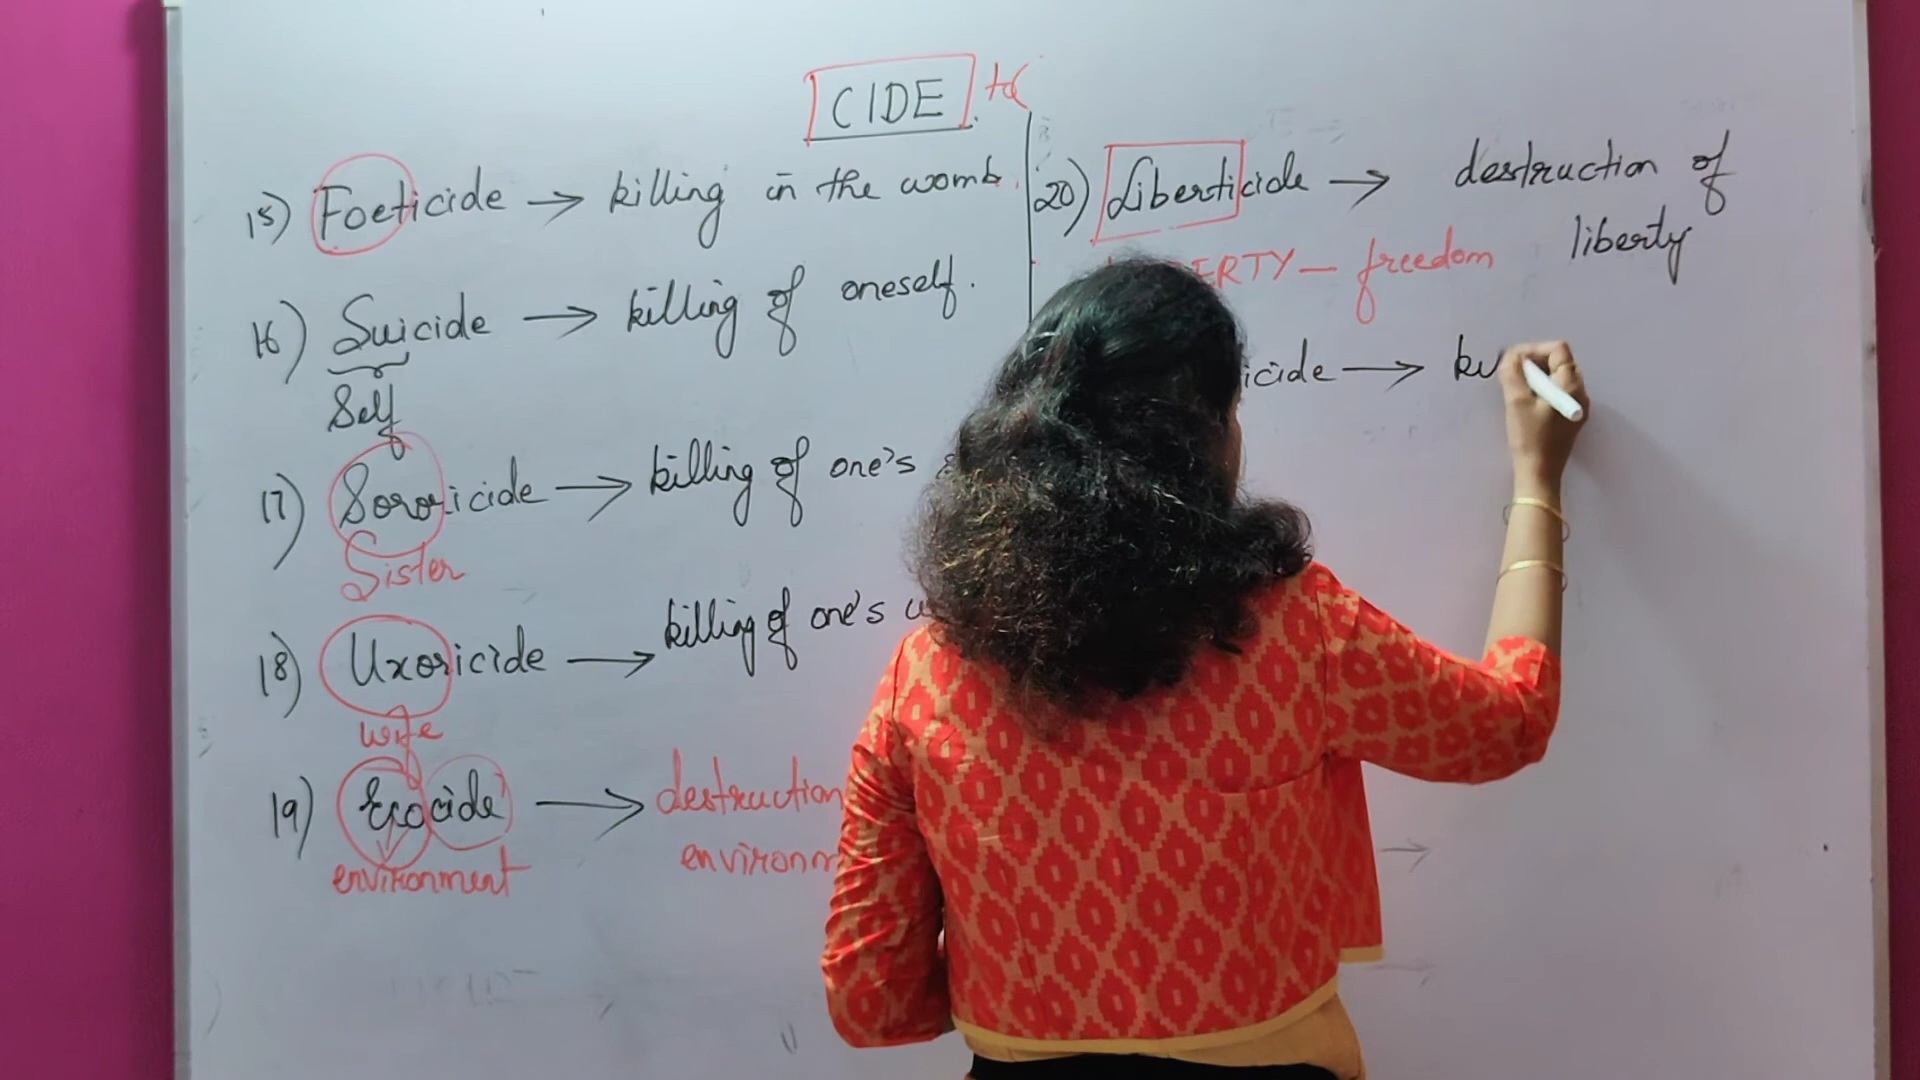 CIDE
15) Foeticide → killing in the womb.
16) Suicide → killing of oneself.
Self
17) Sororicide → killing of one's
Sister
18) Uxoricide → killing of one's
wife
19) Ecocide → destruction
environment
20) Liberticide → destruction of
liberty
ERTY - freedom
icide →